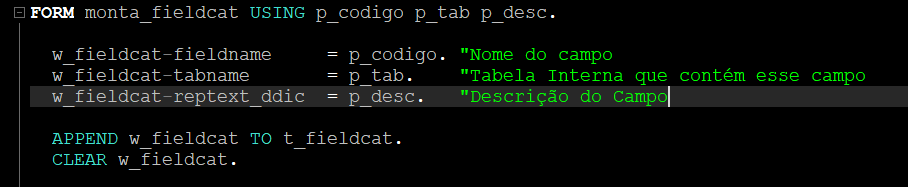 FORM monta_fieldcat USING p_codigo p_tab p_desc.
w_fieldcat-fieldname = p_codigo. "Nome do campo
w_fieldcat-tabname = p_tab. "Tabela Interna que contém esse campo
w_fieldcat-reptext_ddic = p_desc. "Descrição do Campo
APPEND w_fieldcat TO t_fieldcat.
CLEAR w_fieldcat.